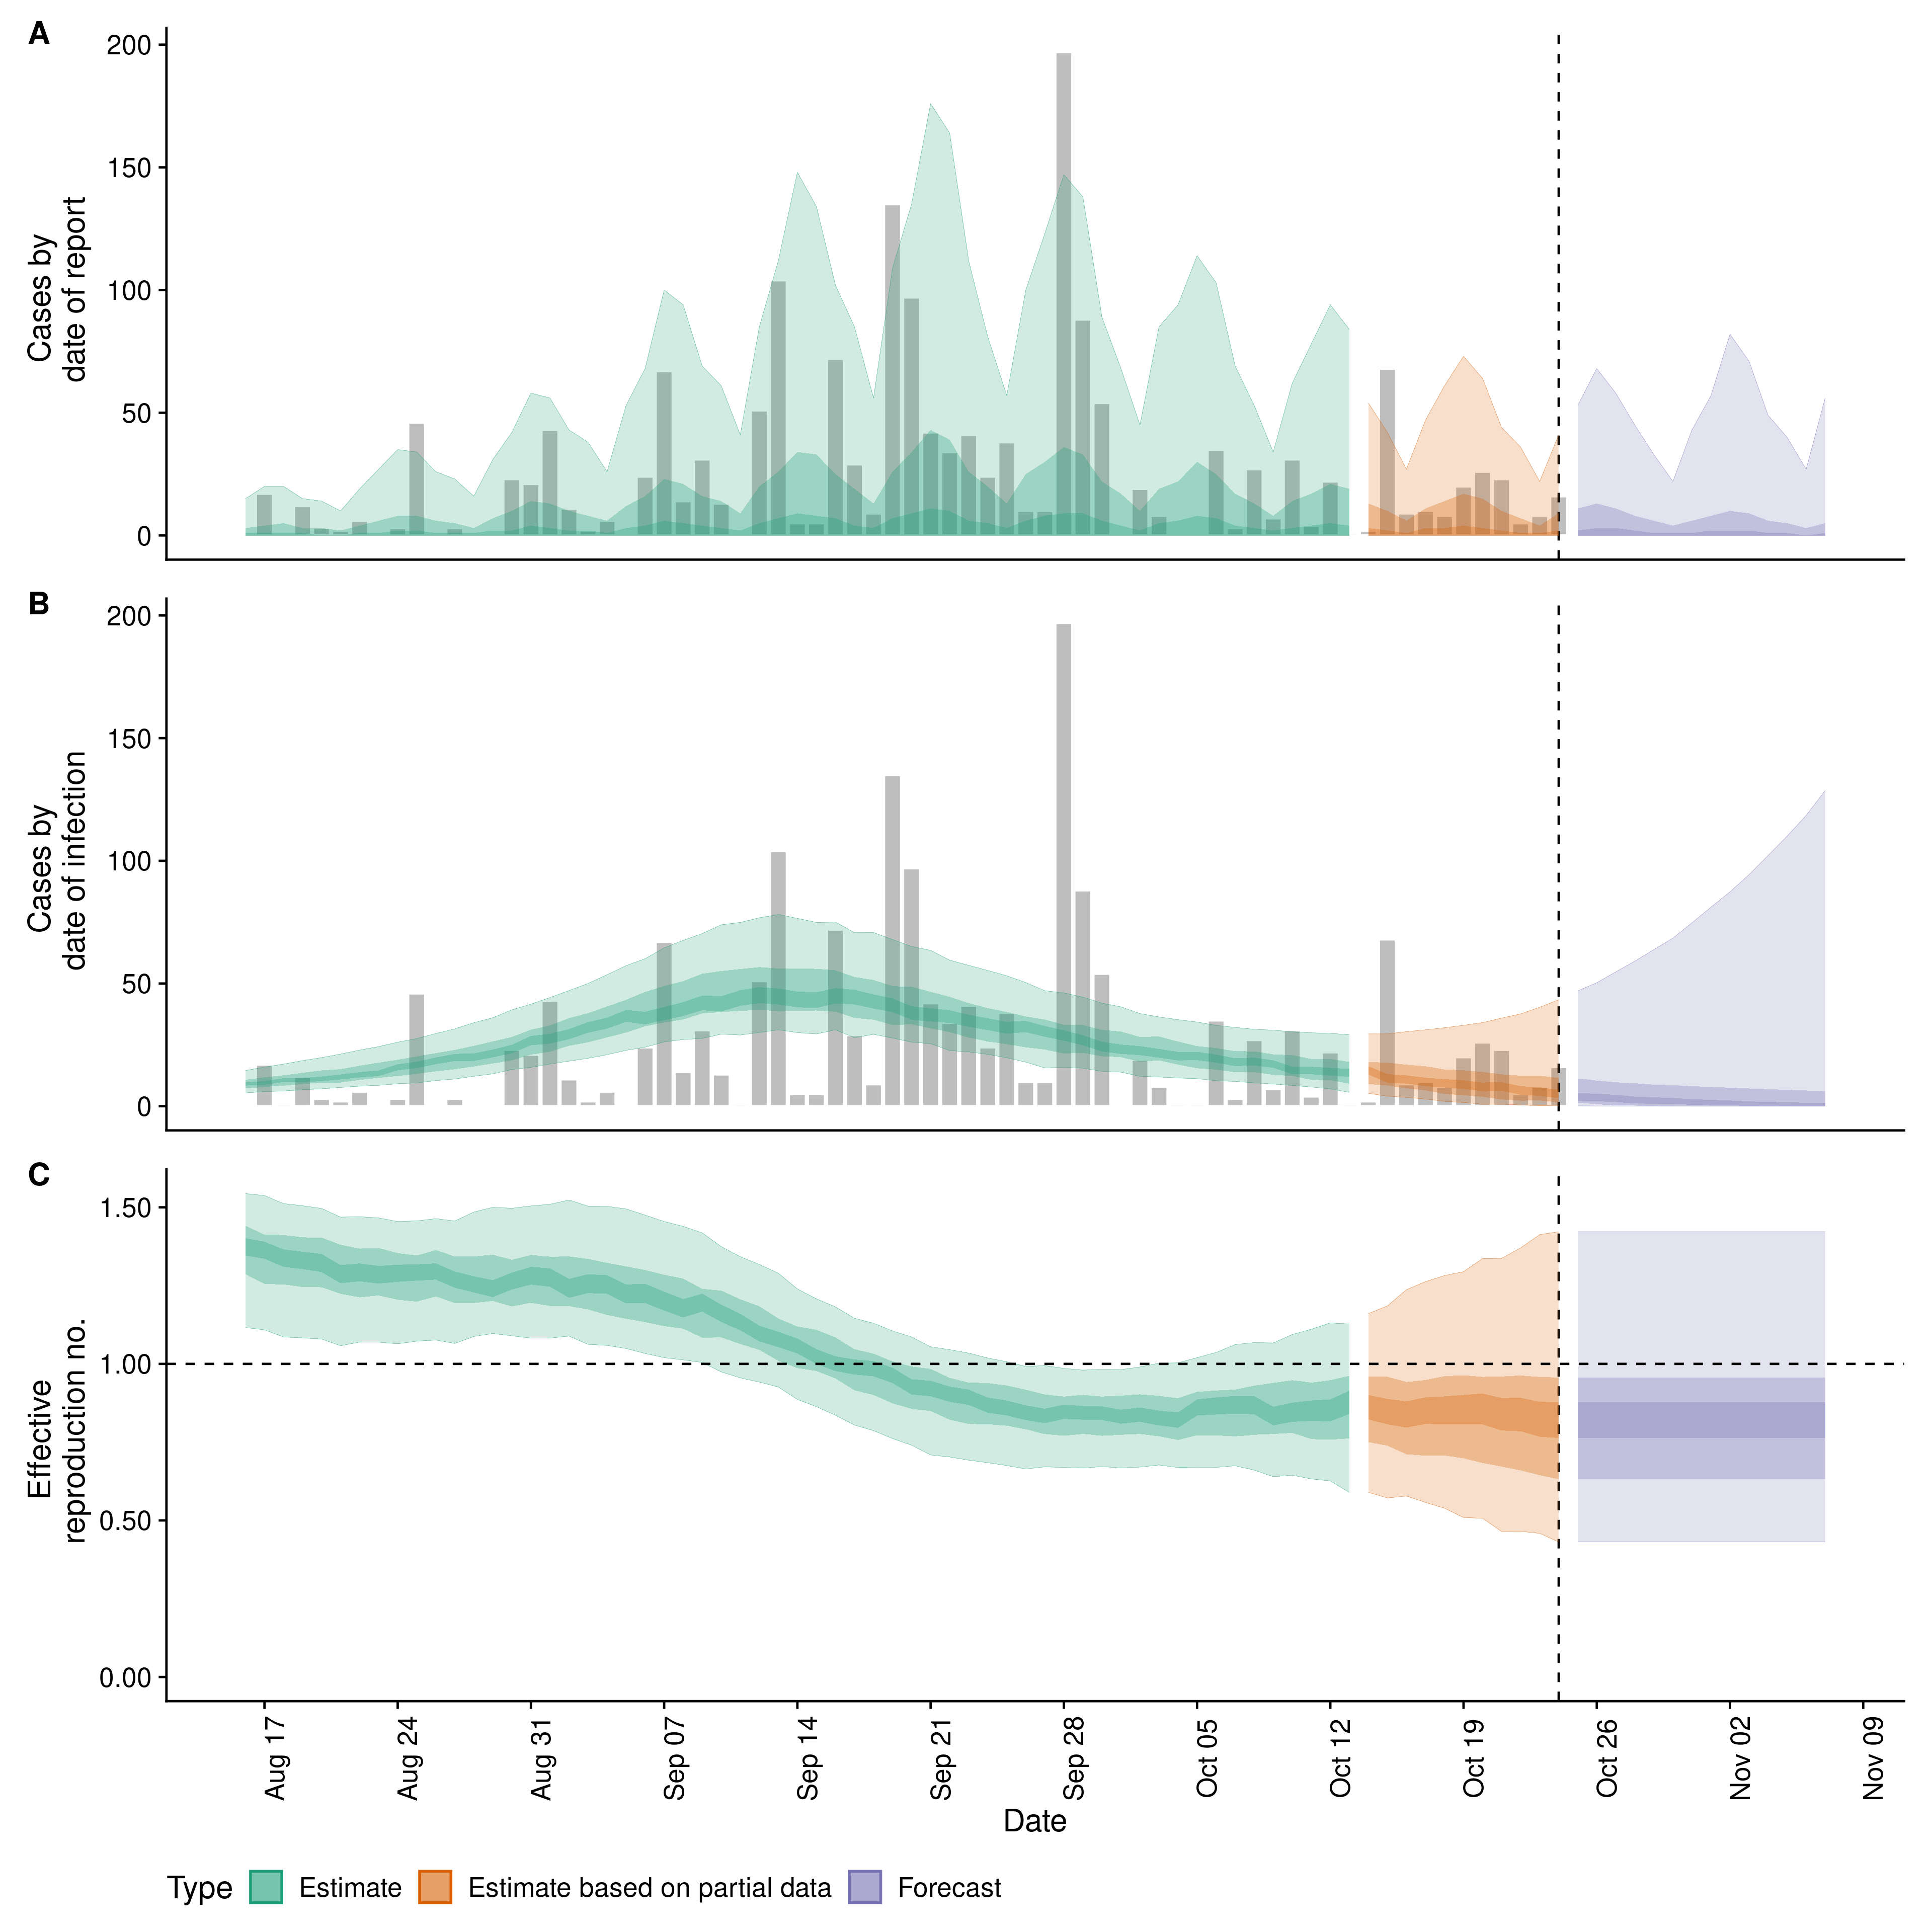 A
200
150
100
50
0
Cases by
date of report
B
200
150
100
50
0
Cases by
date of infection
C
1.50
1.00
0.50
0.00
Effective
reproduction no.
Aug 17
Aug 24
Aug 31
Sep 07
Sep 14
Sep 21
Sep 28
Oct 05
Oct 12
Oct 19
Oct 26
Nov 02
Nov 09
Date
Type Estimate Estimate based on partial data Forecast